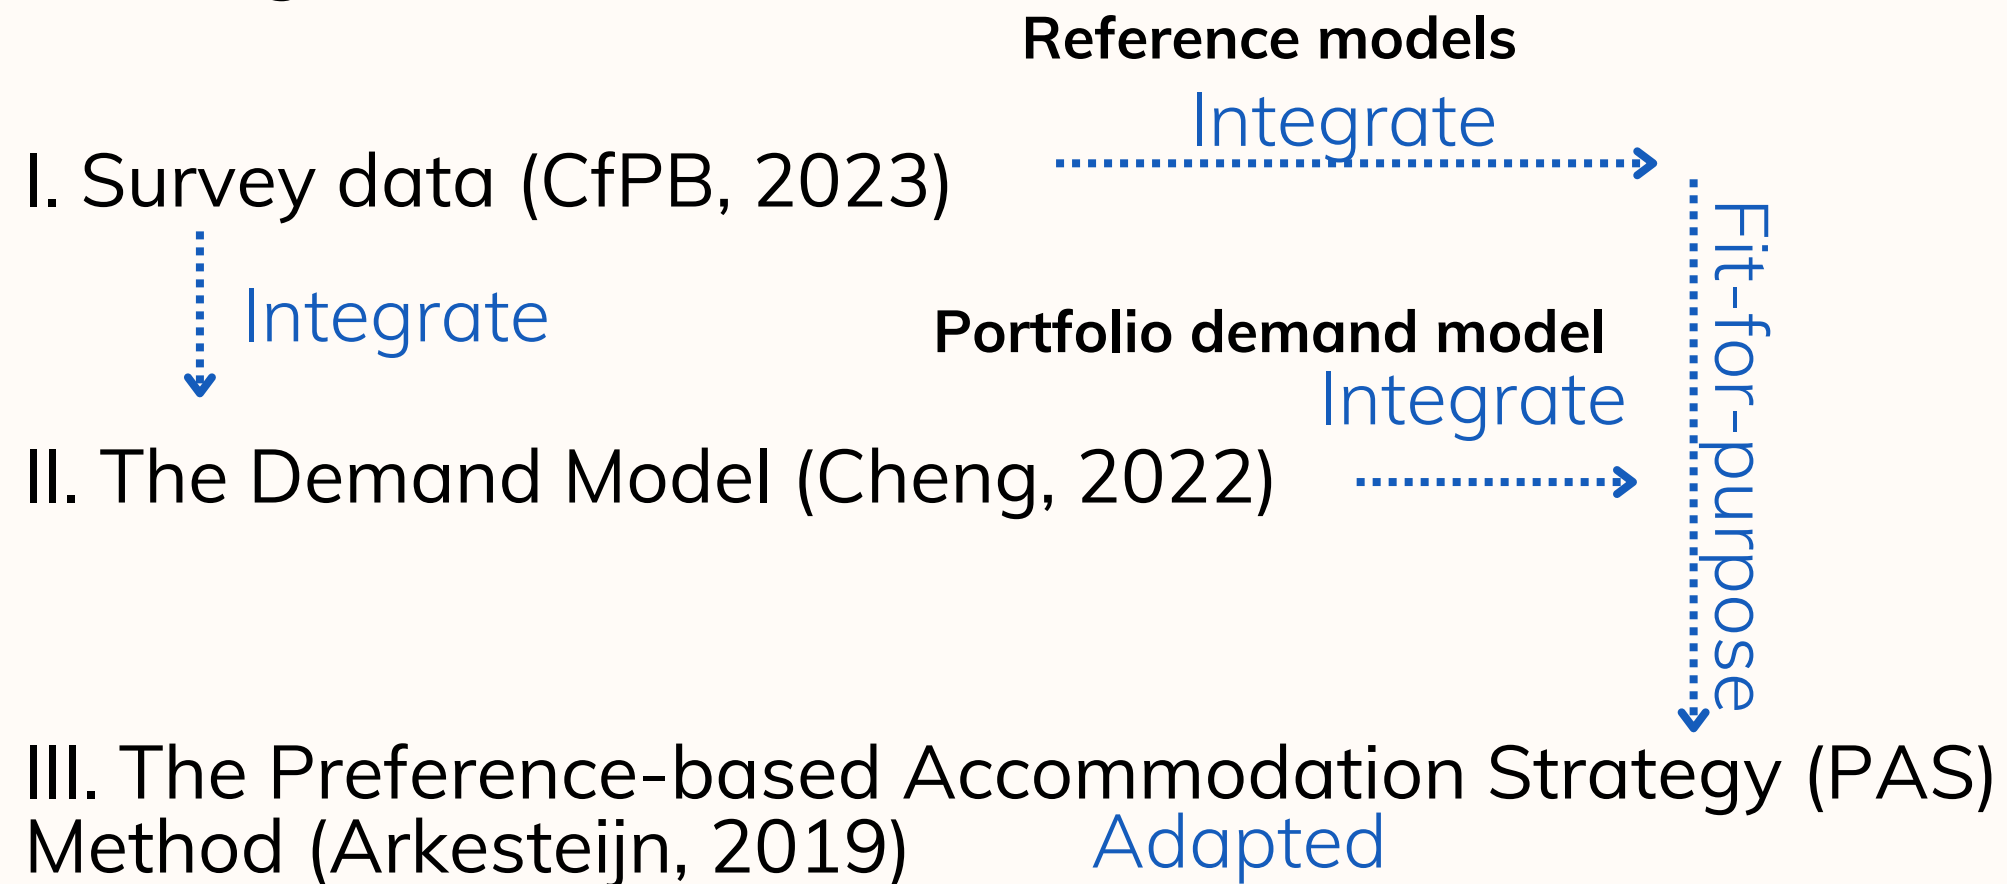 Reference models
Integrate
I. Survey data (CfPB, 2023)
Integrate
Portfolio demand model
Integrate
II. The Demand Model (Cheng, 2022)
Fit-for-purpose
III. The Preference-based Accommodation Strategy (PAS)
Method (Arkesteijn, 2019)
Adapted